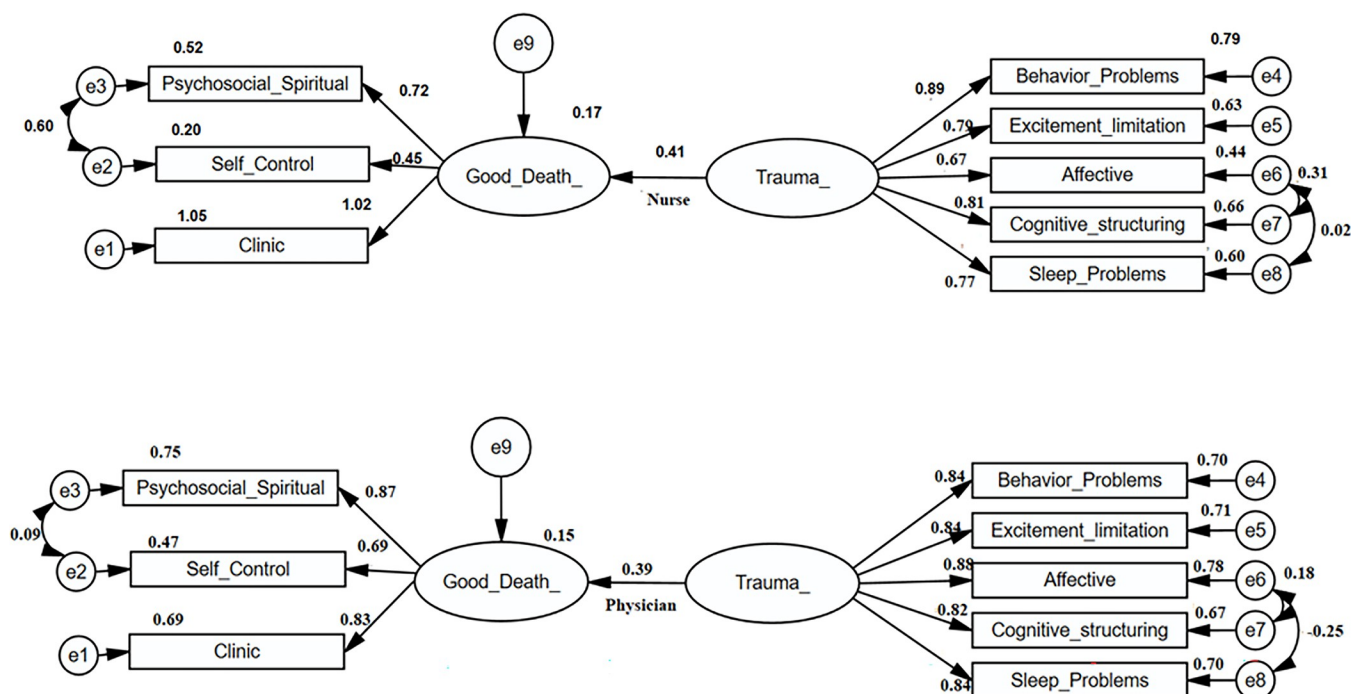 e9
0.52
0.79
e3
Psychosocial_Spiritual
0.72
0.89
Behavior_Problems
e4
0.60
0.20
0.17
0.79
0.63
Excitement_limitation
e5
e2
Self_Control
0.45
Good_Death_
0.41
Nurse
Trauma_
0.67
0.44
Affective
e6
0.31
1.05
1.02
0.81
0.66
Cognitive_structuring
e7
0.02
e1
Clinic
0.77
0.60
Sleep_Problems
e8
e9
0.75
e3
Psychosocial_Spiritual
0.87
0.84
0.70
Behavior_Problems
e4
0.09
0.47
0.69
0.15
0.84
0.71
Excitement_limitation
e5
e2
Self_Control
Good_Death_
0.39
Physician
Trauma_
0.88
0.78
Affective
e6
0.18
0.69
0.83
0.82
0.67
Cognitive_structuring
e7
-0.25
e1
Clinic
0.84
0.70
Sleep_Problems
e8